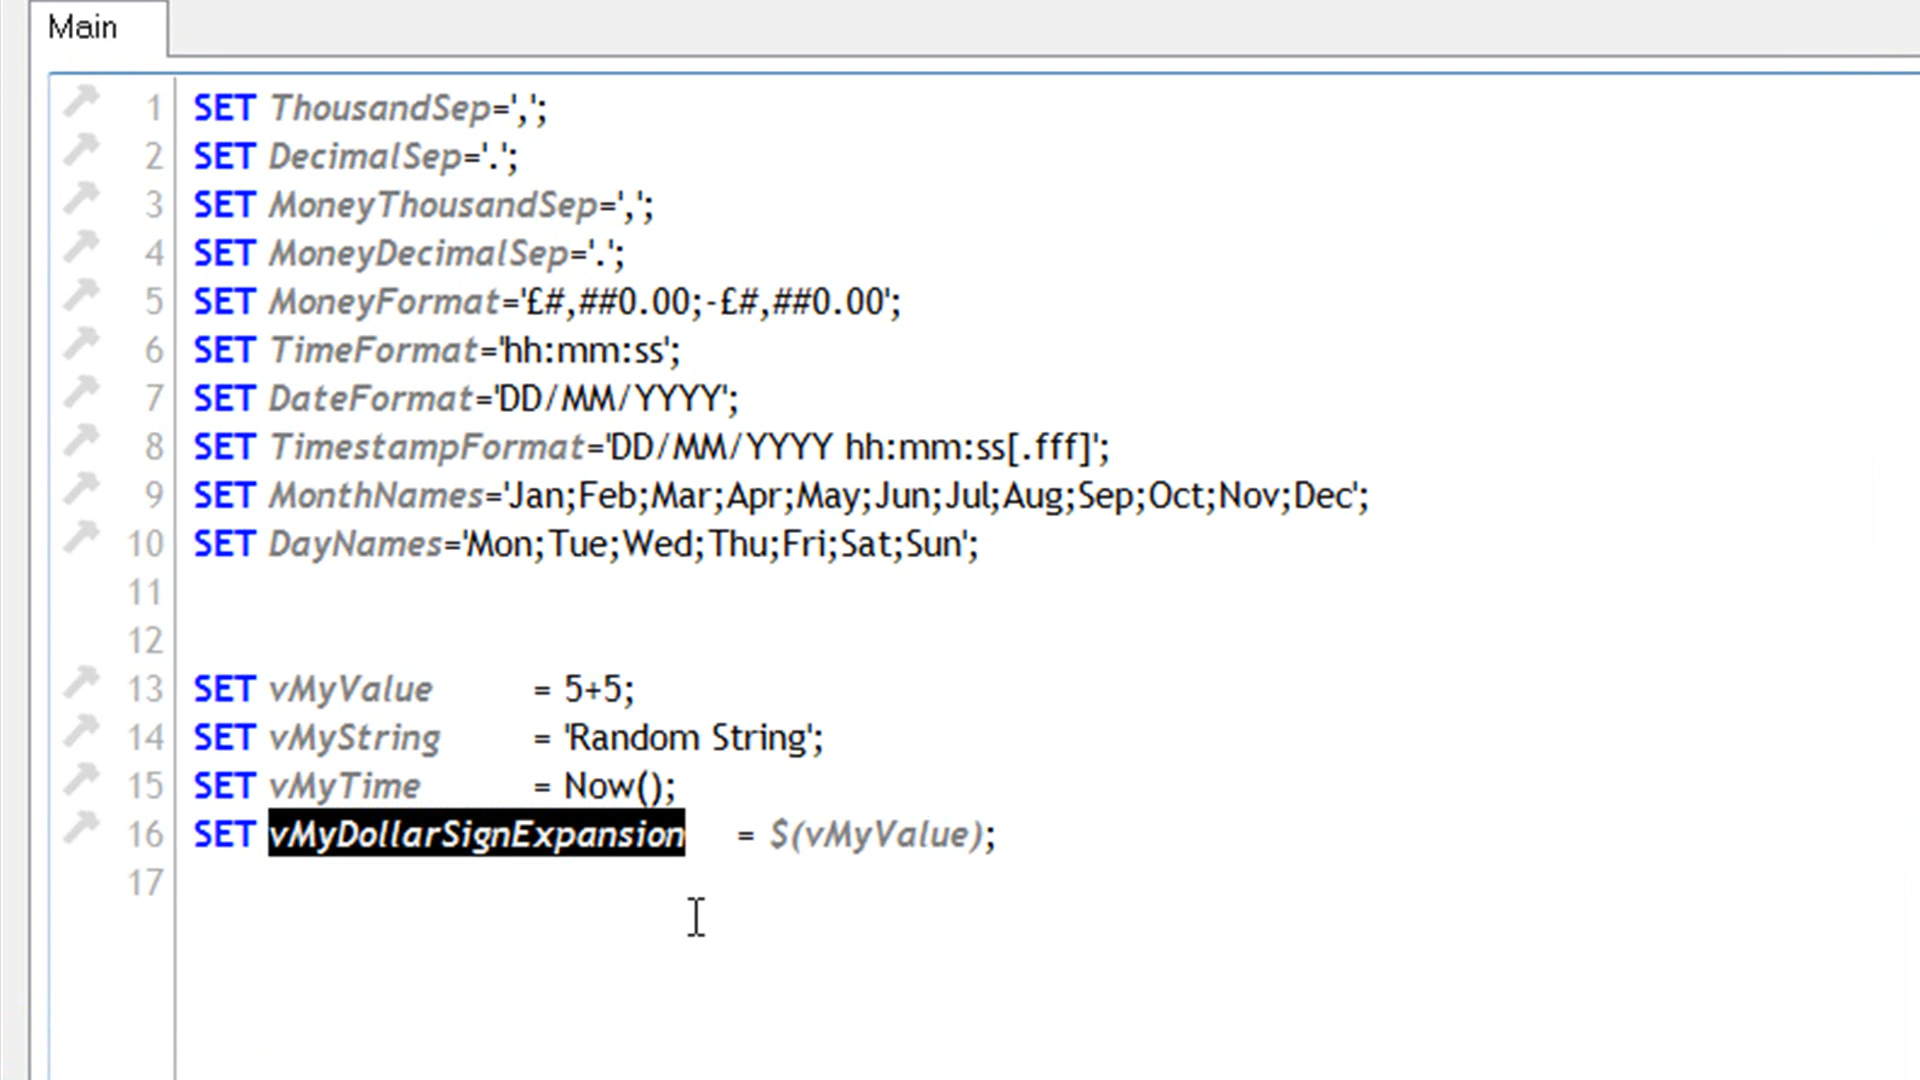 Main
1 SET ThousandSep=',';
2 SET DecimalSep='.';
3 SET MoneyThousandSep=',';
4 SET MoneyDecimalSep='.';
5 SET MoneyFormat='£#,##0.00;-£#,##0.00';
6 SET TimeFormat='hh:mm:ss';
7 SET DateFormat='DD/MM/YYYY';
8 SET TimestampFormat='DD/MM/YYYY hh:mm:ss[.fff]';
9 SET MonthNames='Jan;Feb;Mar;Apr;May;Jun;Jul;Aug;Sep;Oct;Nov;Dec';
10 SET DayNames='Mon;Tue;Wed;Thu;Fri;Sat;Sun';
11
12
13 SET vMyValue = 5+5;
14 SET vMyString = 'Random String';
15 SET vMyTime = Now();
16 SET vMyDollarSignExpansion = $(vMyValue);
17